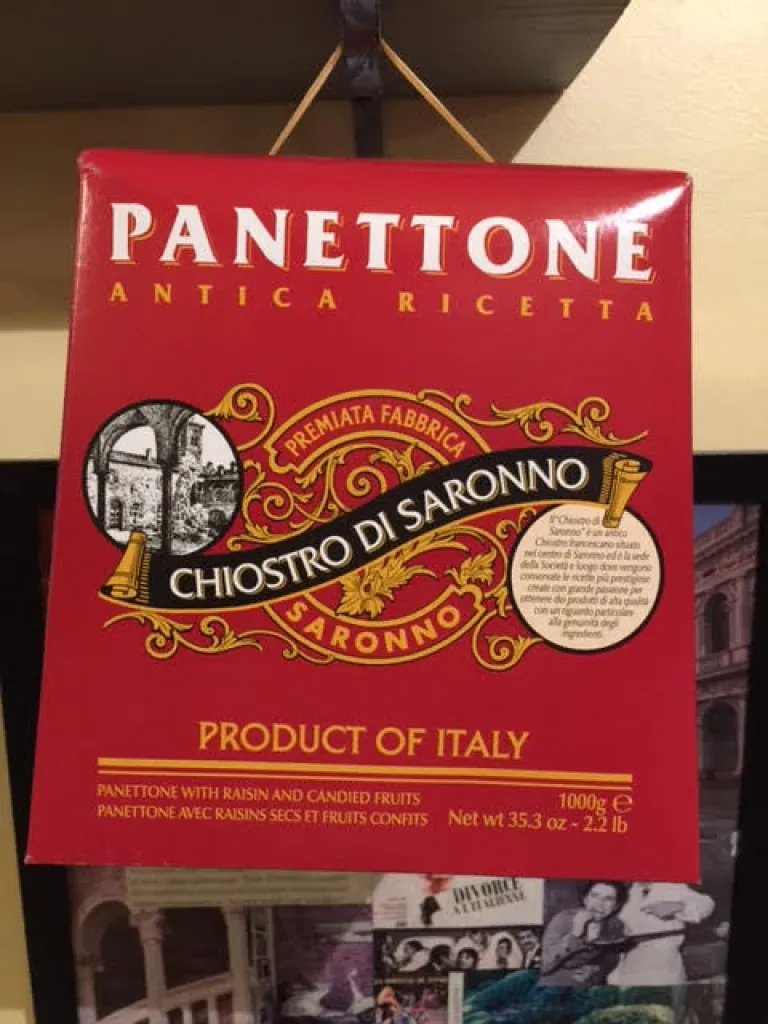 PANETTONE
ANTICA RICETTA
PREMIATA FABBRICA
CHIOSTRO DI SARONNO
SARONNO
Il "Chiostro di
Saronno" è un antico
Chiostro francescano situato
nel centro di Saronno ed è la sede
della Società e luogo dove vengono
conservate le ricette più prestigiose
create con grande passione per
ottenere dei prodotti di alta qualità
con un riguardo particolare
alla genuinità degli
ingredienti.
PRODUCT OF ITALY
PANETTONE WITH RAISIN AND CANDIED FRUITS
PANETTONE AVEC RAISINS SECS ET FRUITS CONFITS
1000g ℮
Net wt 35.3 oz - 2.2 lb
DIVORCE
A L'ITALIENNE